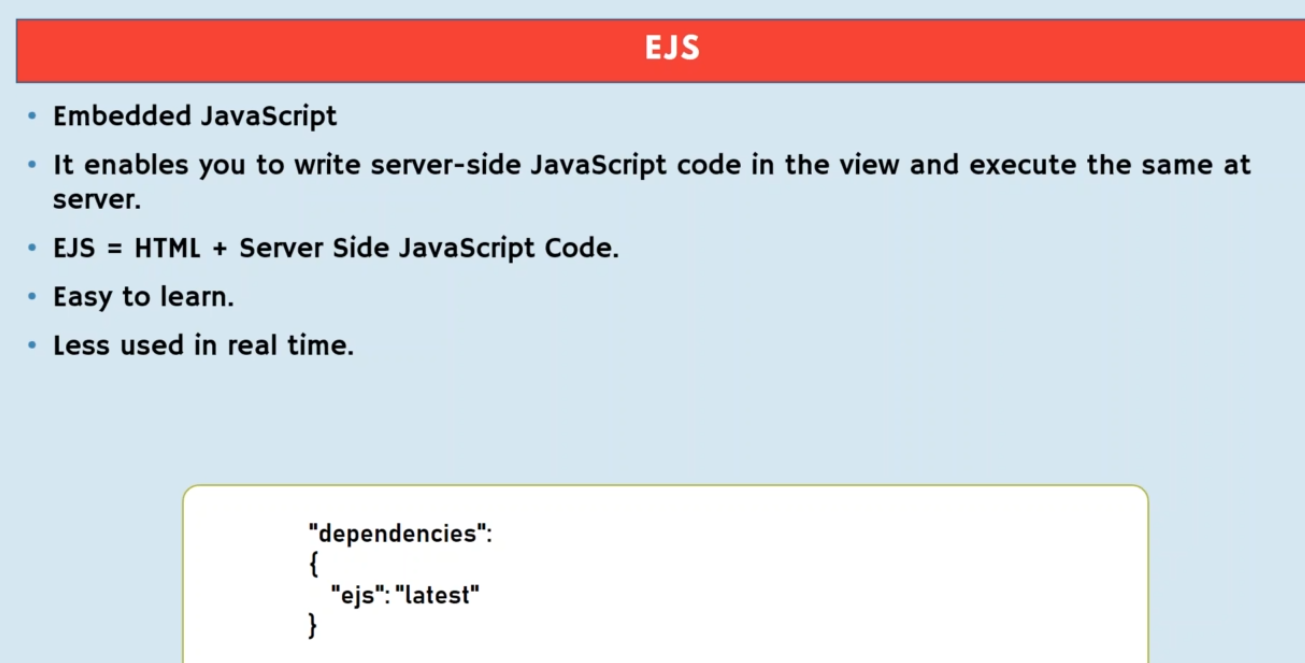 EJS
• Embedded JavaScript
• It enables you to write server-side JavaScript code in the view and execute the same at
server.
• EJS = HTML + Server Side JavaScript Code.
• Easy to learn.
• Less used in real time.
"dependencies":
{
"ejs": "latest"
}